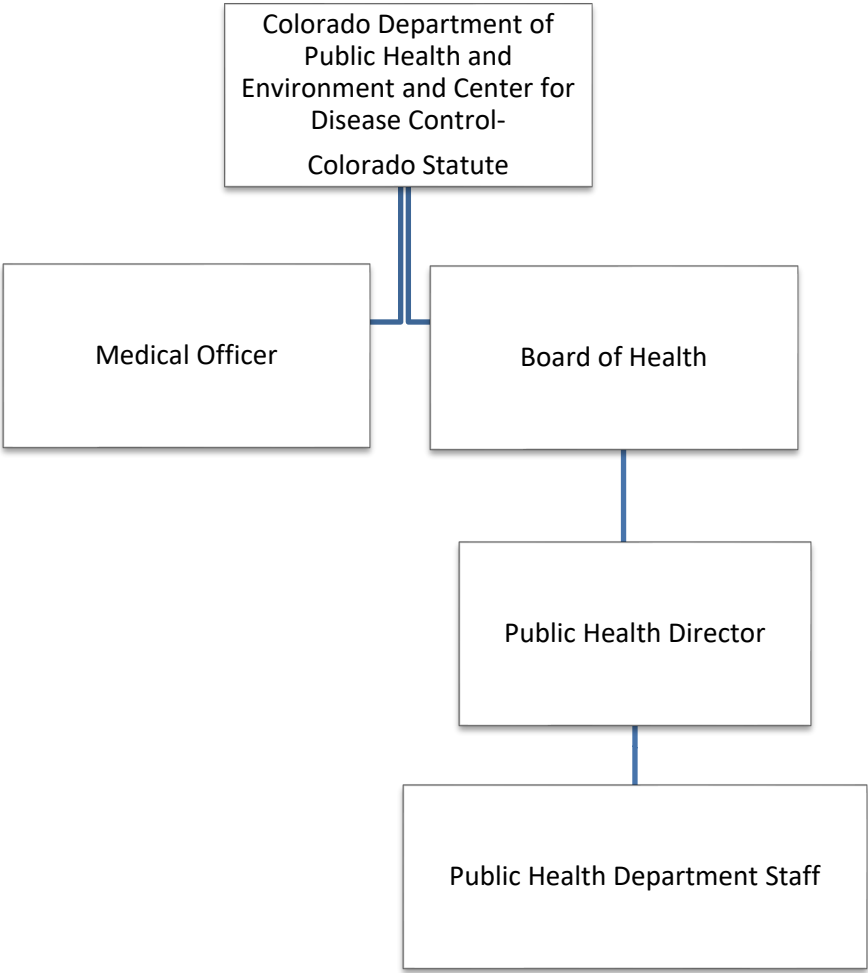 Colorado Department of
Public Health and
Environment and Center for
Disease Control-
Colorado Statute
Medical Officer
Board of Health
Public Health Director
Public Health Department Staff